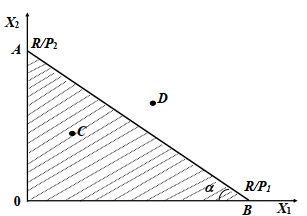 X₂
A R/P₂
D
C
α R/P₁
0 B X₁